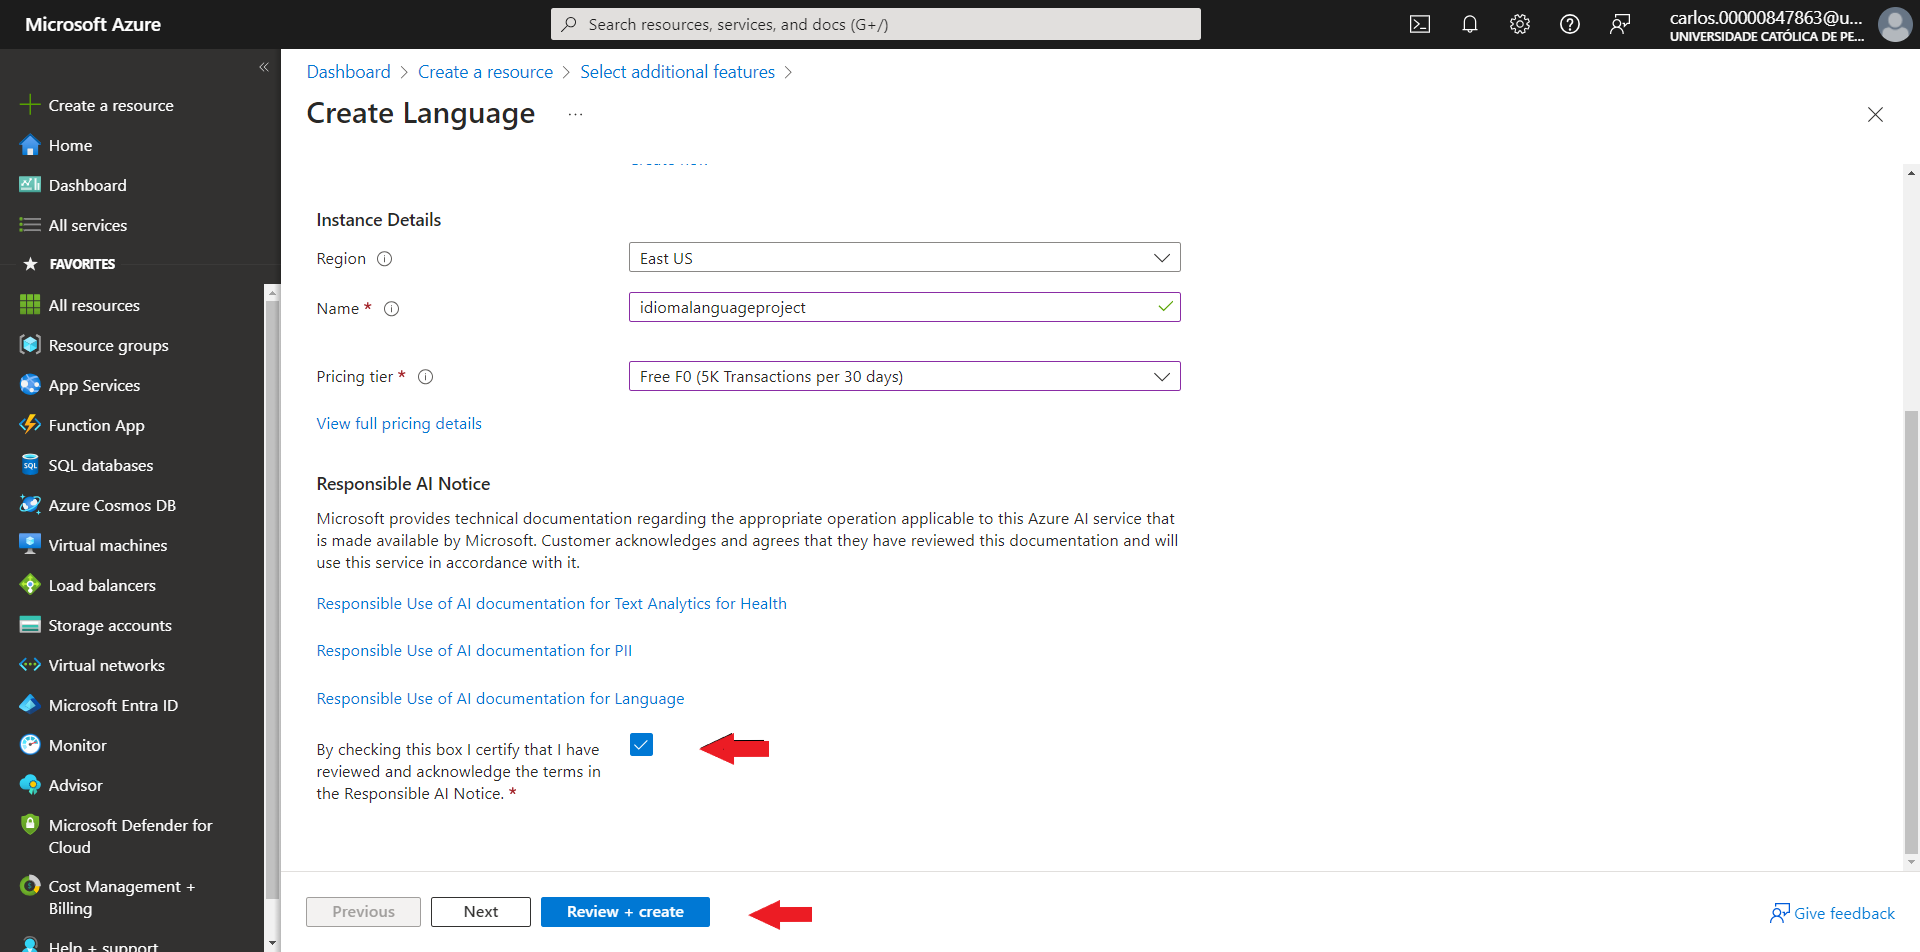 Microsoft Azure
Search resources, services, and docs (G+/)
carlos.00000847863@u...
UNIVERSIDADE CATÓLICA DE PE...
Create a resource
Home
Dashboard
All services
FAVORITES
All resources
Resource groups
App Services
Function App
SQL databases
Azure Cosmos DB
Virtual machines
Load balancers
Storage accounts
Virtual networks
Microsoft Entra ID
Monitor
Advisor
Microsoft Defender for
Cloud
Cost Management +
Billing
Help + support
Dashboard > Create a resource > Select additional features >
Create Language ...
Create new
Instance Details
Region East US
Name * idiomalanguageproject
Pricing tier * Free F0 (5K Transactions per 30 days)
View full pricing details
Responsible AI Notice
Microsoft provides technical documentation regarding the appropriate operation applicable to this Azure AI service that
is made available by Microsoft. Customer acknowledges and agrees that they have reviewed this documentation and will
use this service in accordance with it.
Responsible Use of AI documentation for Text Analytics for Health
Responsible Use of AI documentation for PII
Responsible Use of AI documentation for Language
By checking this box I certify that I have
reviewed and acknowledge the terms in
the Responsible AI Notice. *
Previous Next Review + create
Give feedback